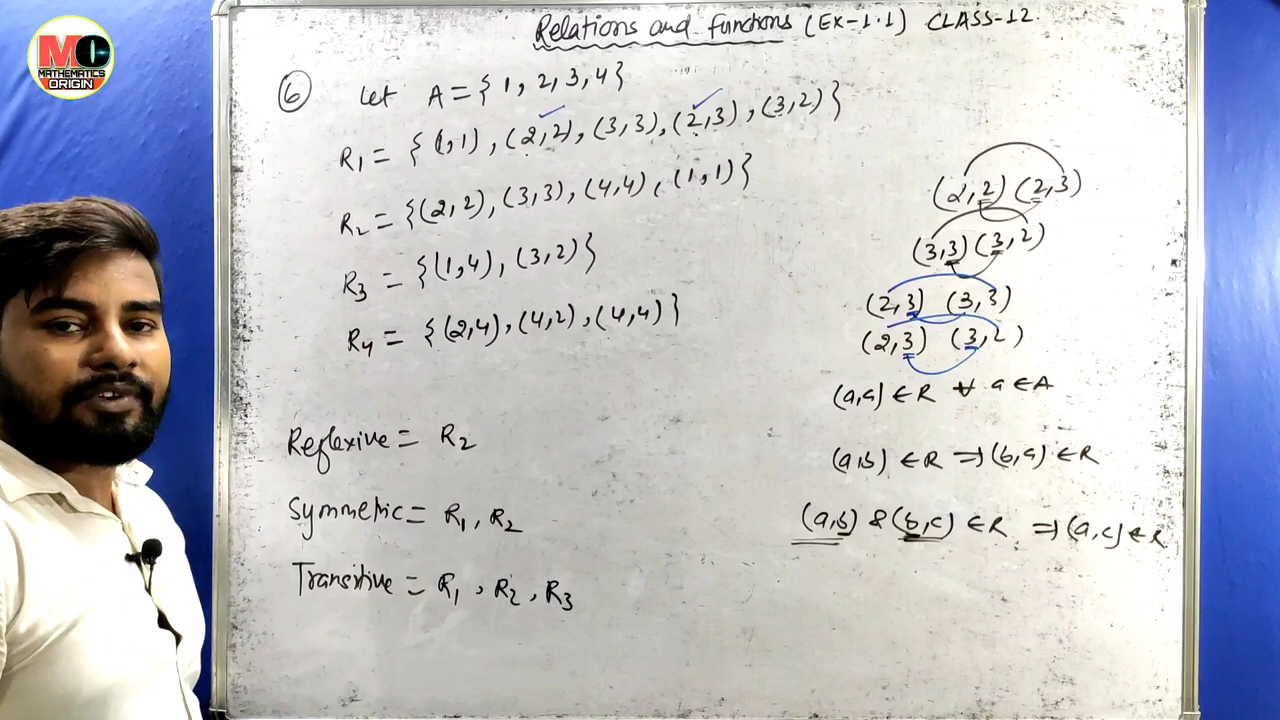 MO
MATHEMATICS
ORIGIN
Relations and Functions (EX-1.1) CLASS-12.
6 Let A = {1, 2, 3, 4}
R1 = {(1,1), (2,2), (3,3), (2,3), (3,2)}
R2 = {(2,2), (3,3), (4,4), (1,1)}
R3 = {(1,4), (3,2)}
R4 = {(2,4), (4,2), (4,4)}
Reflexive = R2
Symmetric = R1, R2
Transitive = R1, R2, R3
(2,2) (2,3)
(3,3) (3,2)
(2,3) (3,3)
(2,3) (3,2)
(a,a) ∈ R ∀ a ∈ A
(a,b) ∈ R ⇒ (b,a) ∈ R
(a,b) & (b,c) ∈ R ⇒ (a,c) ∈ R